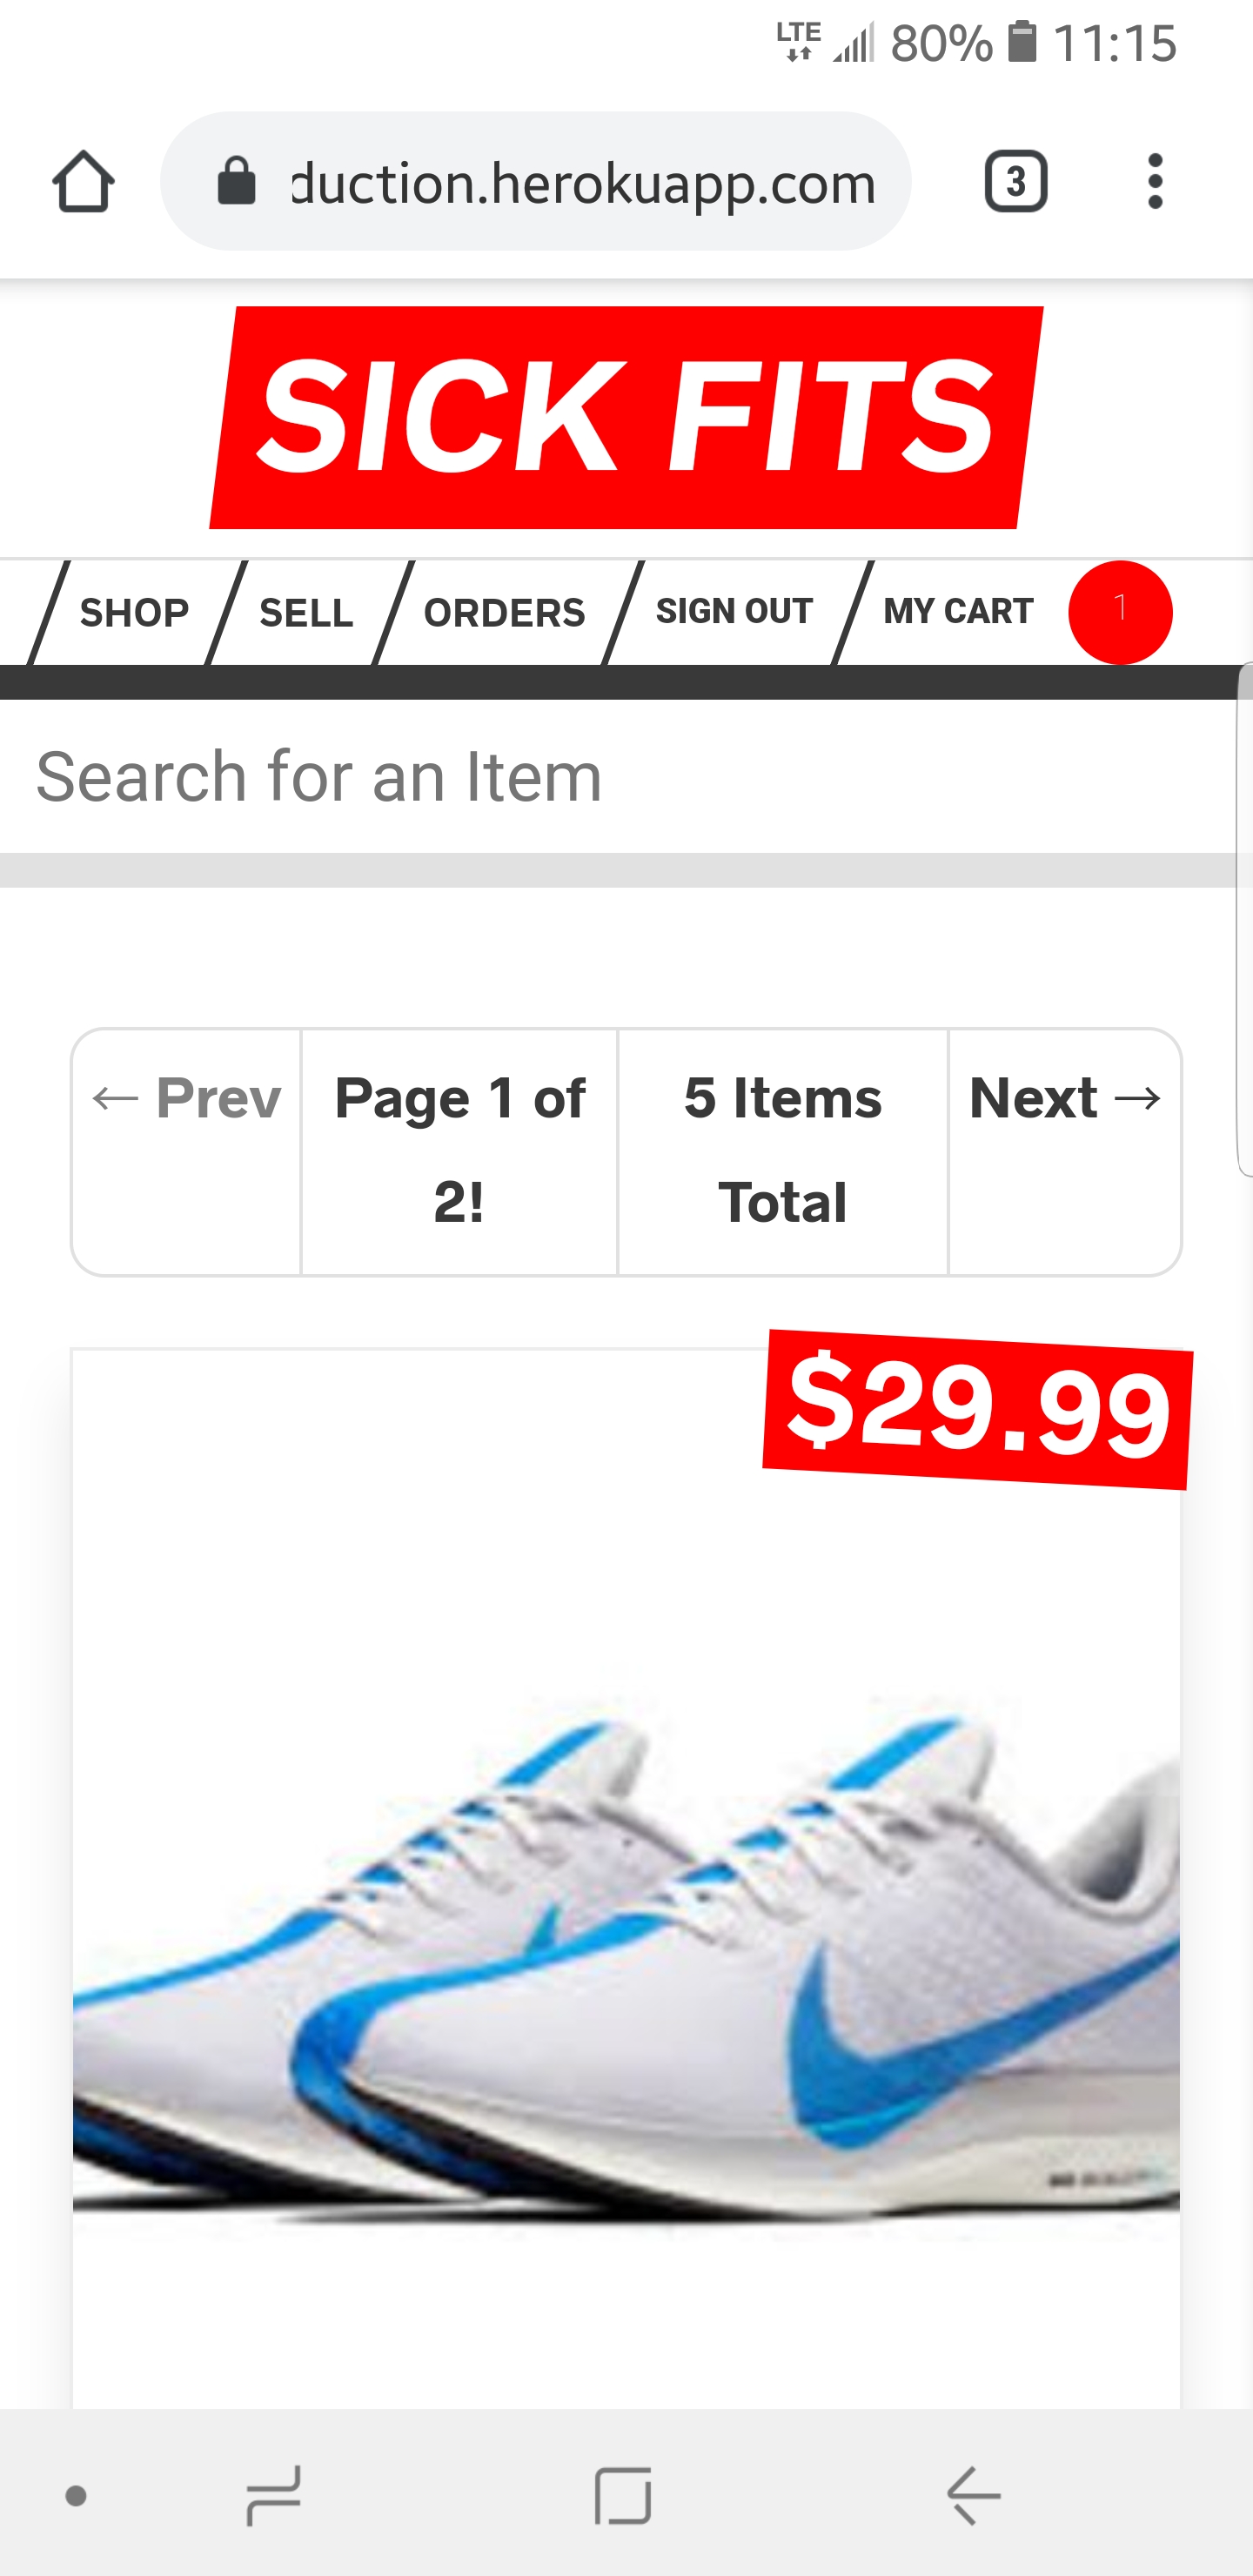 LTE 80% 11:15
duction.herokuapp.com 3
SICK FITS
SHOP SELL ORDERS SIGN OUT MY CART 1
Search for an Item
← Prev Page 1 of 2! 5 Items Total Next →
$29.99